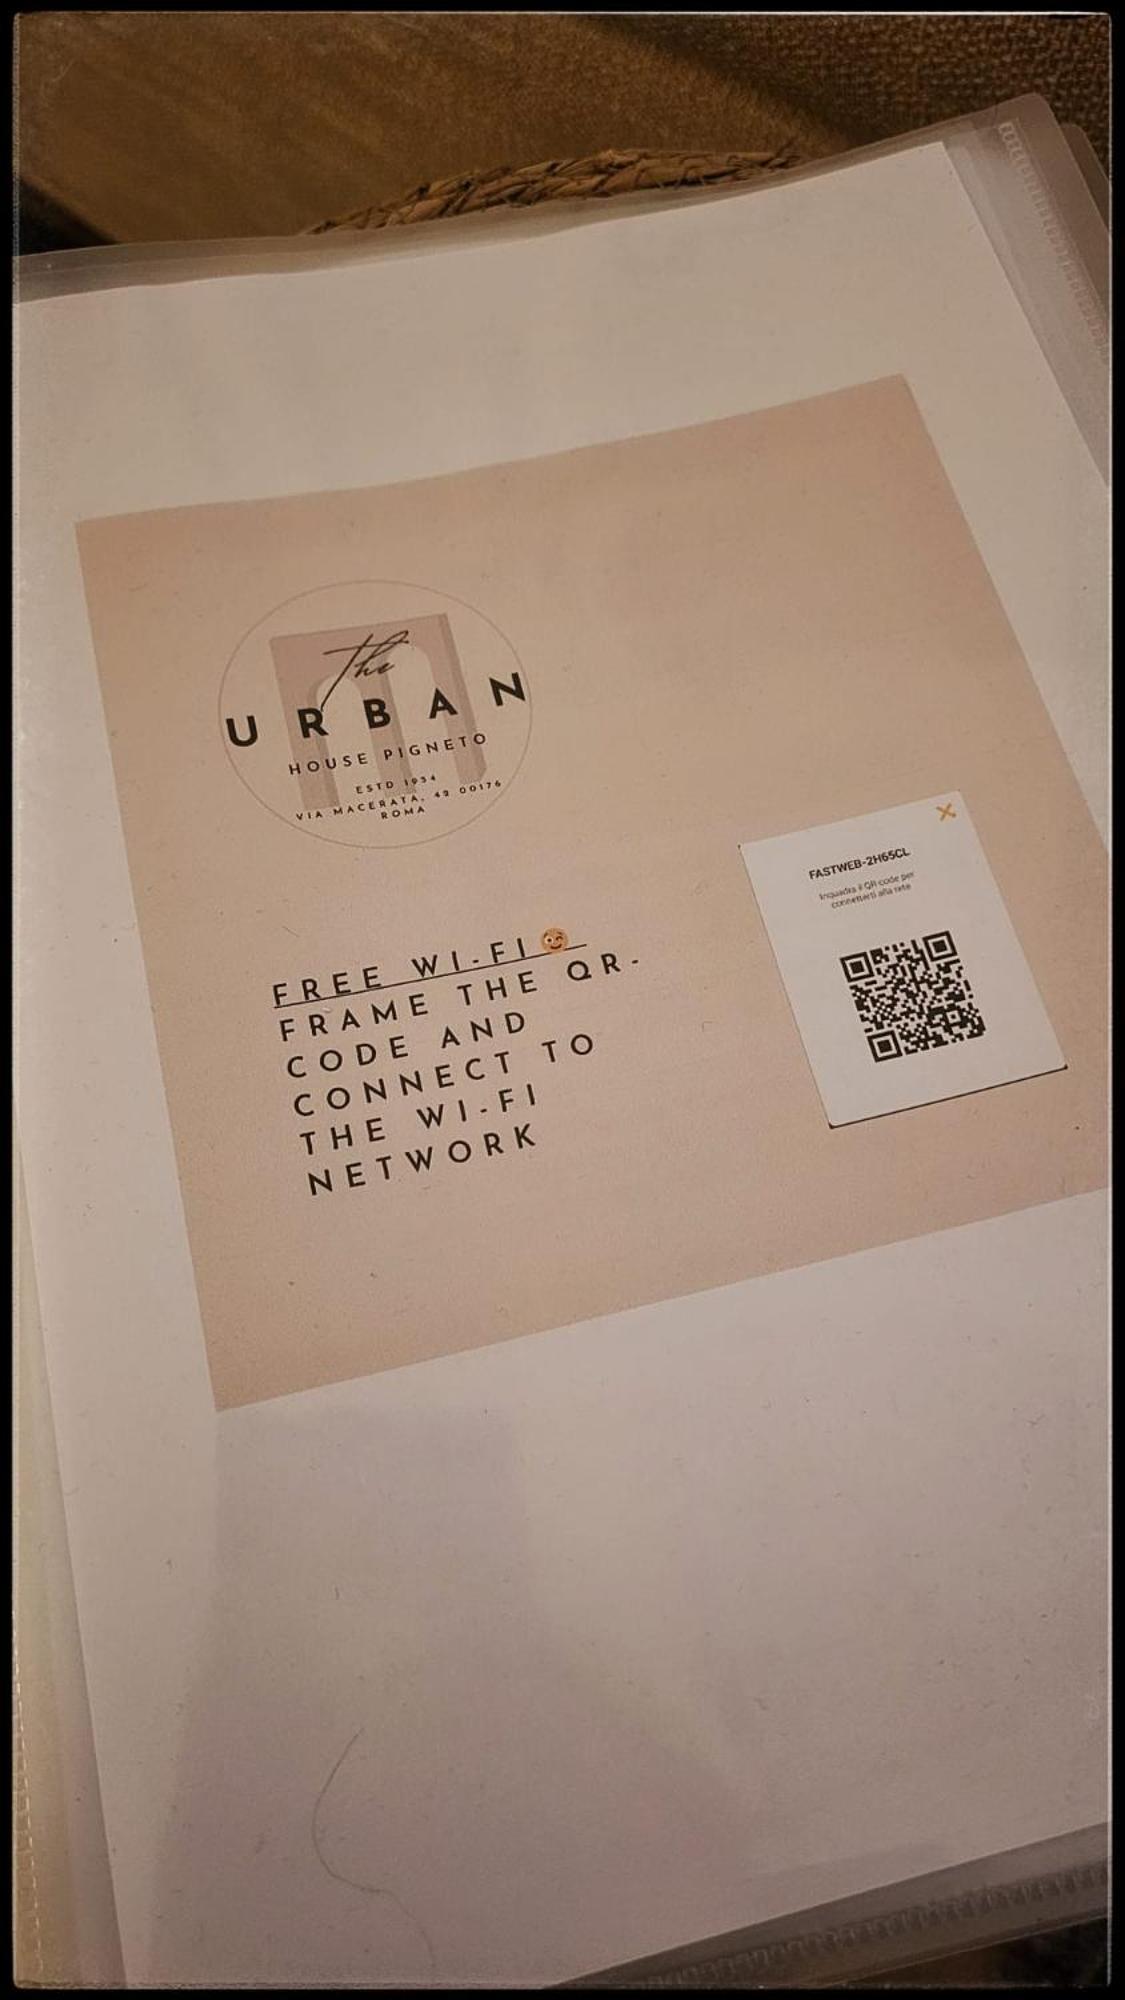 the
URBAN
HOUSE PIGNETO
ESTD 1954
VIA MACERATA, 42 00176
ROMA
FREE WI-FI😉
FRAME THE QR-
CODE AND
CONNECT TO
THE WI-FI
NETWORK
FASTWEB-2H65CL
Inquadra il QR-code per
connetterti alla rete